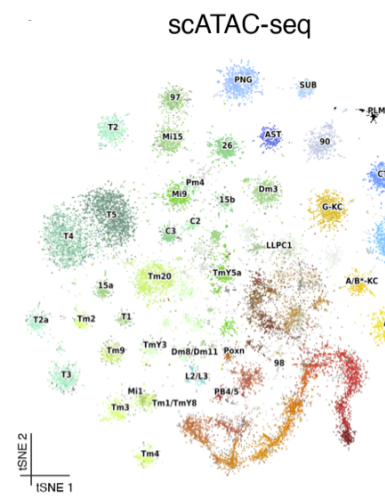 scATAC-seq
PNG
SUB
97
PLM
T2
Mi15
26
AST
90
Pm4
Mi9
15b
Dm3
T5
G-KC
T4
C3
C2
LLPC1
Tm20
TmY5a
15a
A/B*-KC
T2a
Tm2
T1
Tm9
TmY3
Dm8/Dm11
Poxn
98
T3
L2/L3
Mi1
PB4/5
Tm3
Tm1/TmY8
Tm4
tSNE 2
tSNE 1